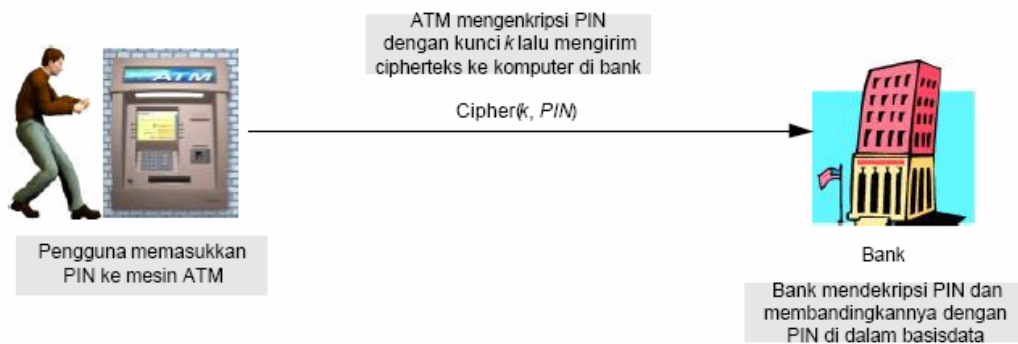 ATM mengenkripsi PIN
dengan kunci k lalu mengirim
cipherteks ke komputer di bank
ATM
Cipher(k, PIN)
Pengguna memasukkan
PIN ke mesin ATM
Bank
Bank mendekripsi PIN dan
membandingkannya dengan
PIN di dalam basisdata